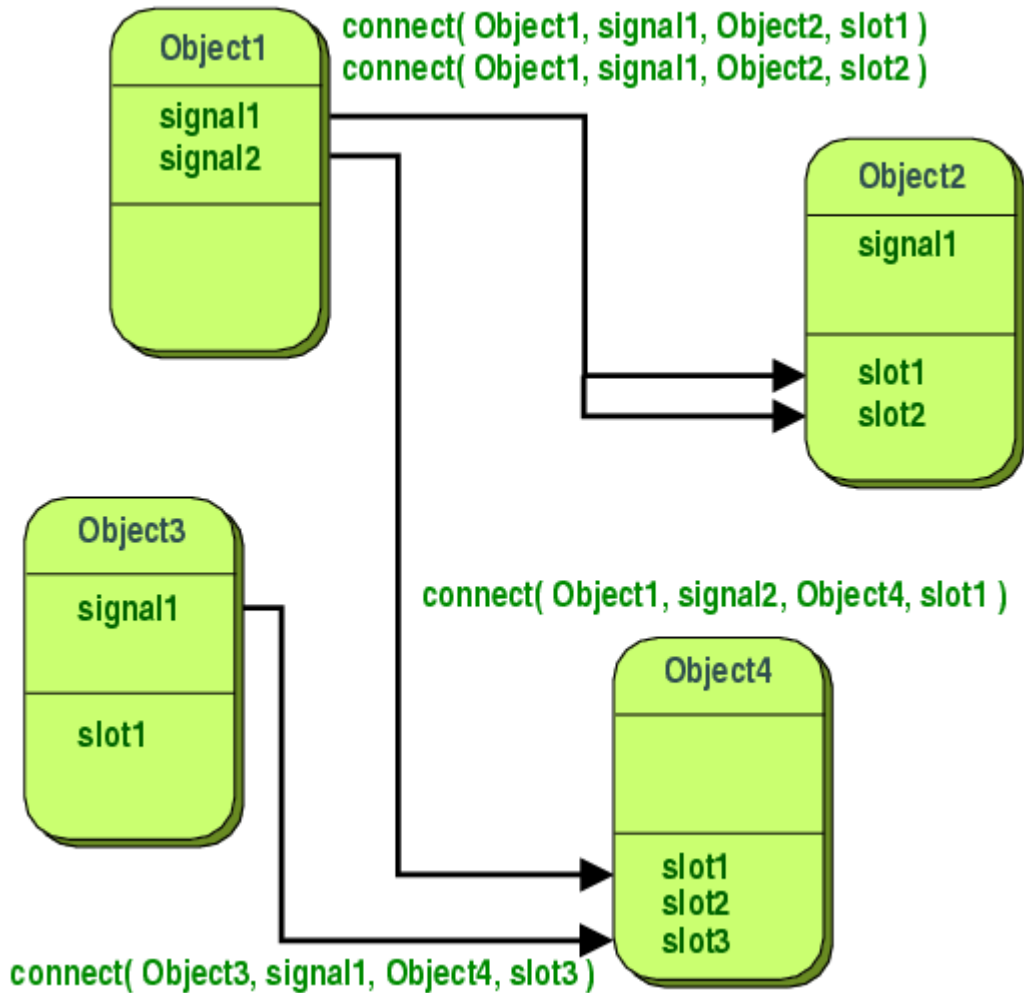 Object1
signal1
signal2
connect( Object1, signal1, Object2, slot1 )
connect( Object1, signal1, Object2, slot2 )
Object2
signal1
slot1
slot2
Object3
signal1
slot1
connect( Object1, signal2, Object4, slot1 )
Object4
slot1
slot2
slot3
connect( Object3, signal1, Object4, slot3 )